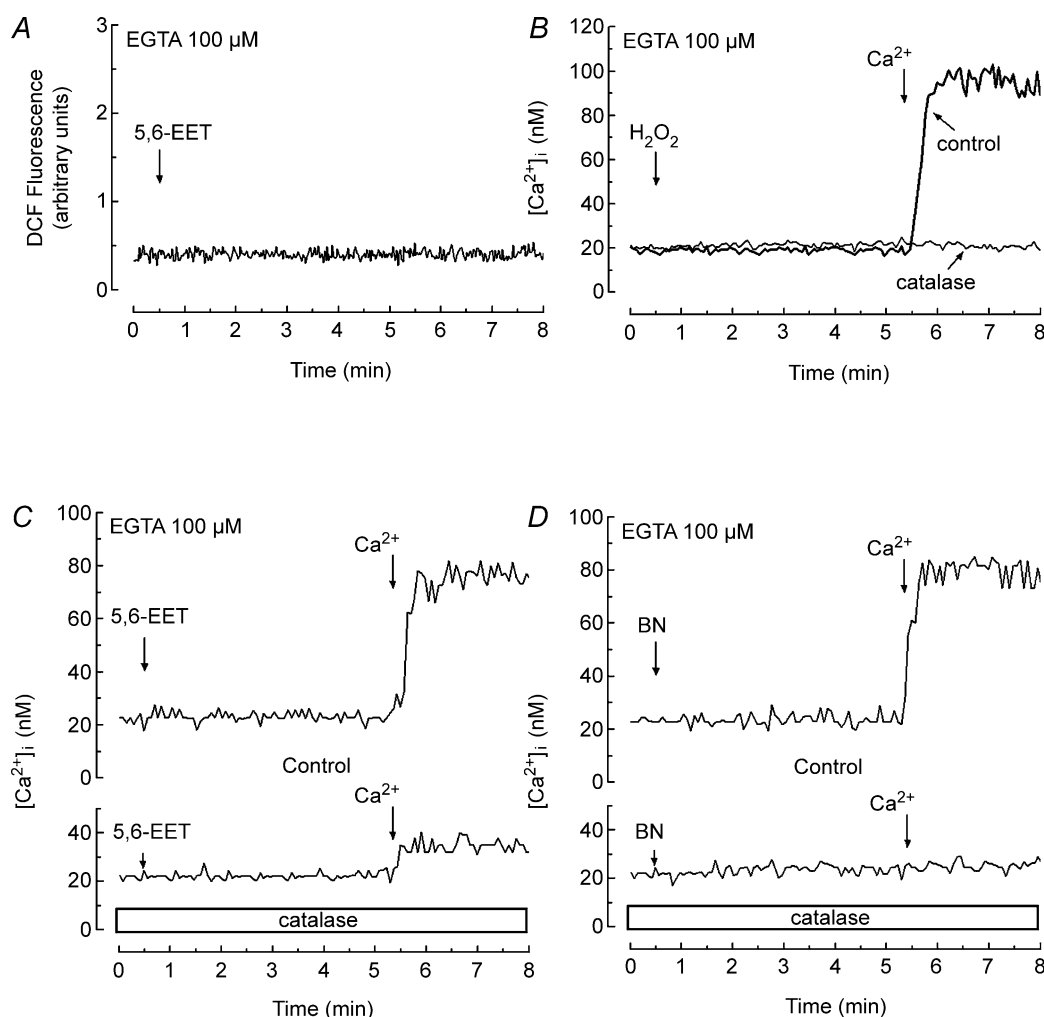 A
EGTA 100 µM
DCF Fluorescence
(arbitrary units)
3
2
1
0
5,6-EET
0 1 2 3 4 5 6 7 8
Time (min)
B
EGTA 100 µM
[Ca2+]i (nM)
120
100
80
60
40
20
0
H2O2
Ca2+
control
catalase
0 1 2 3 4 5 6 7 8
Time (min)
C
EGTA 100 µM
[Ca2+]i (nM)
100
80
60
40
20
0
5,6-EET
Ca2+
Control
40
20
0
5,6-EET
Ca2+
catalase
0 1 2 3 4 5 6 7 8
Time (min)
D
EGTA 100 µM
[Ca2+]i (nM)
100
80
60
40
20
0
BN
Ca2+
Control
40
20
0
BN
Ca2+
catalase
0 1 2 3 4 5 6 7 8
Time (min)